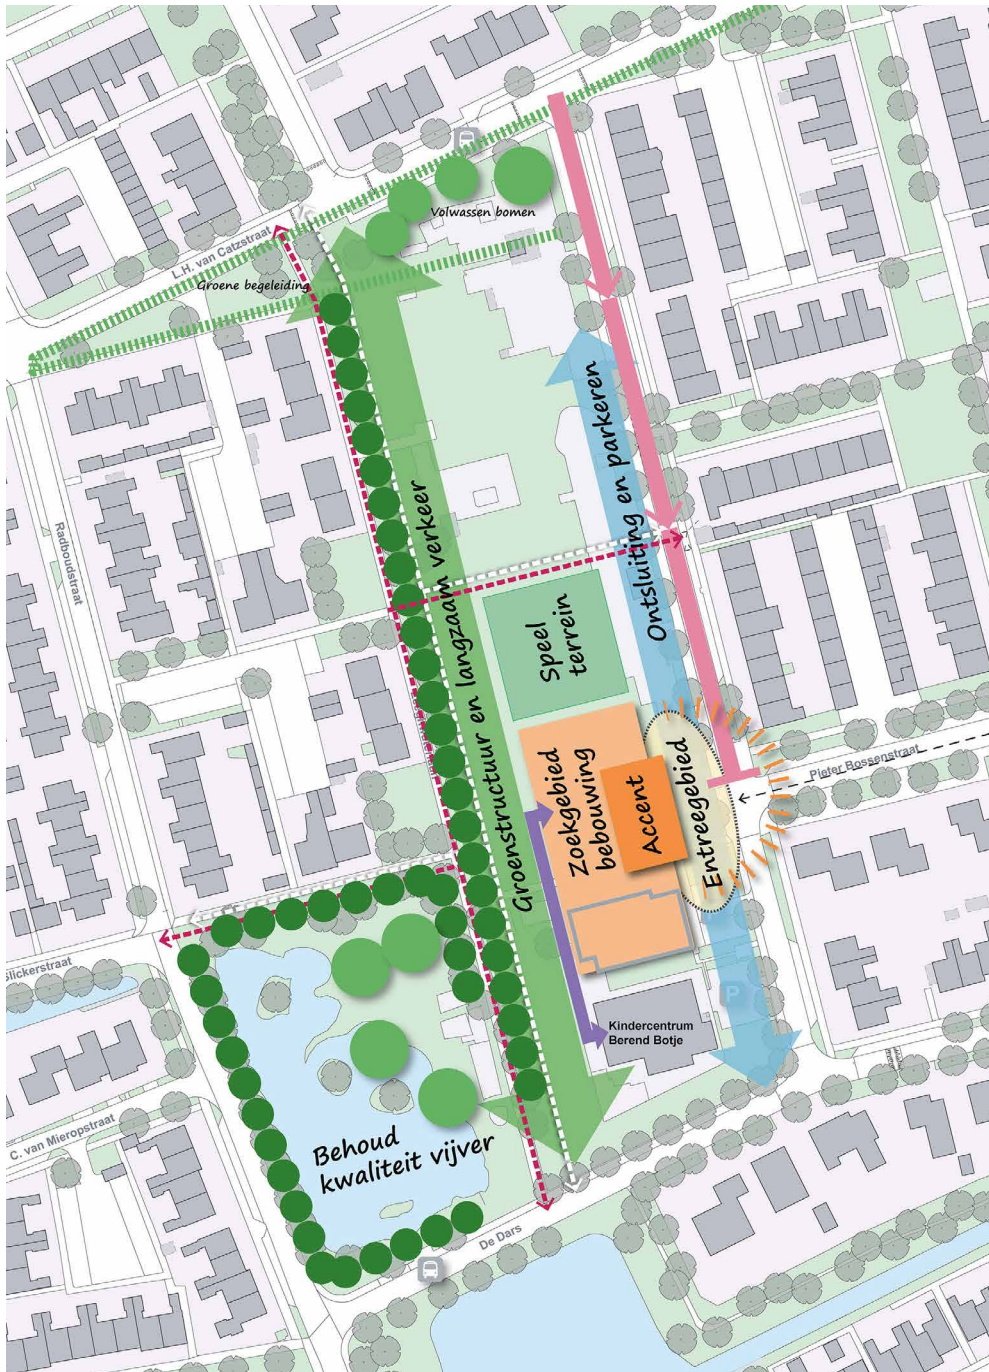 Volwassen bomen
L.H. van Catzstraat
Groene begeleiding
Ontsluiting en parkeren
Groenstructuur en langzaam verkeer
Radboudstraat
Speel
terrein
Zoekgebied
bebouwing
Accent
Entreegebied
Pieter Bossenstraat
Slickerstraat
P
Kindercentrum
Berend Botje
C. van Mieropstraat
Behoud
kwaliteit vijver
De Dars